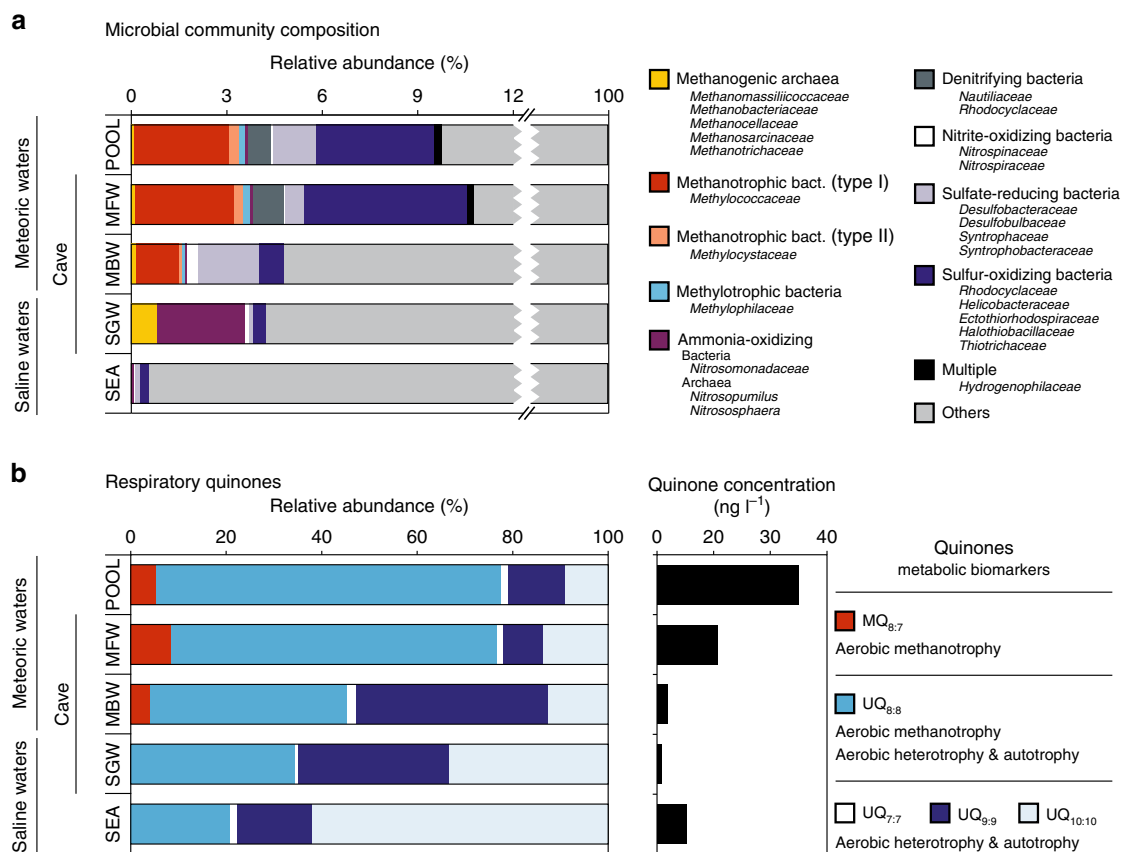 a
Microbial community composition
Relative abundance (%)
0 3 6 9 12 100
Meteoric waters
Saline waters
Cave
POOL
MFW
MBW
SGW
SEA
Methanogenic archaea
Methanomassiliicoccaceae
Methanobacteriaceae
Methanocellaceae
Methanosarcinaceae
Methanotrichaceae
Methanotrophic bact. (type I)
Methylococcaceae
Methanotrophic bact. (type II)
Methylocystaceae
Methylotrophic bacteria
Methylophilaceae
Ammonia-oxidizing
Bacteria
Nitrosomonadaceae
Archaea
Nitrosopumilus
Nitrososphaera
Denitrifying bacteria
Nautiliaceae
Rhodocyclaceae
Nitrite-oxidizing bacteria
Nitrospinaceae
Nitrospiraceae
Sulfate-reducing bacteria
Desulfobacteraceae
Desulfobulbaceae
Syntrophaceae
Syntrophobacteraceae
Sulfur-oxidizing bacteria
Rhodocyclaceae
Helicobacteraceae
Ectothiorhodospiraceae
Halothiobacillaceae
Thiotrichaceae
Multiple
Hydrogenophilaceae
Others
b
Respiratory quinones
Relative abundance (%)
0 20 40 60 80 100
Meteoric waters
Saline waters
Cave
POOL
MFW
MBW
SGW
SEA
Quinone concentration
(ng l⁻¹)
0 20 40
Quinones
metabolic biomarkers
MQ8:7
Aerobic methanotrophy
UQ8:8
Aerobic methanotrophy
Aerobic heterotrophy & autotrophy
UQ7:7 UQ9:9 UQ10:10
Aerobic heterotrophy & autotrophy